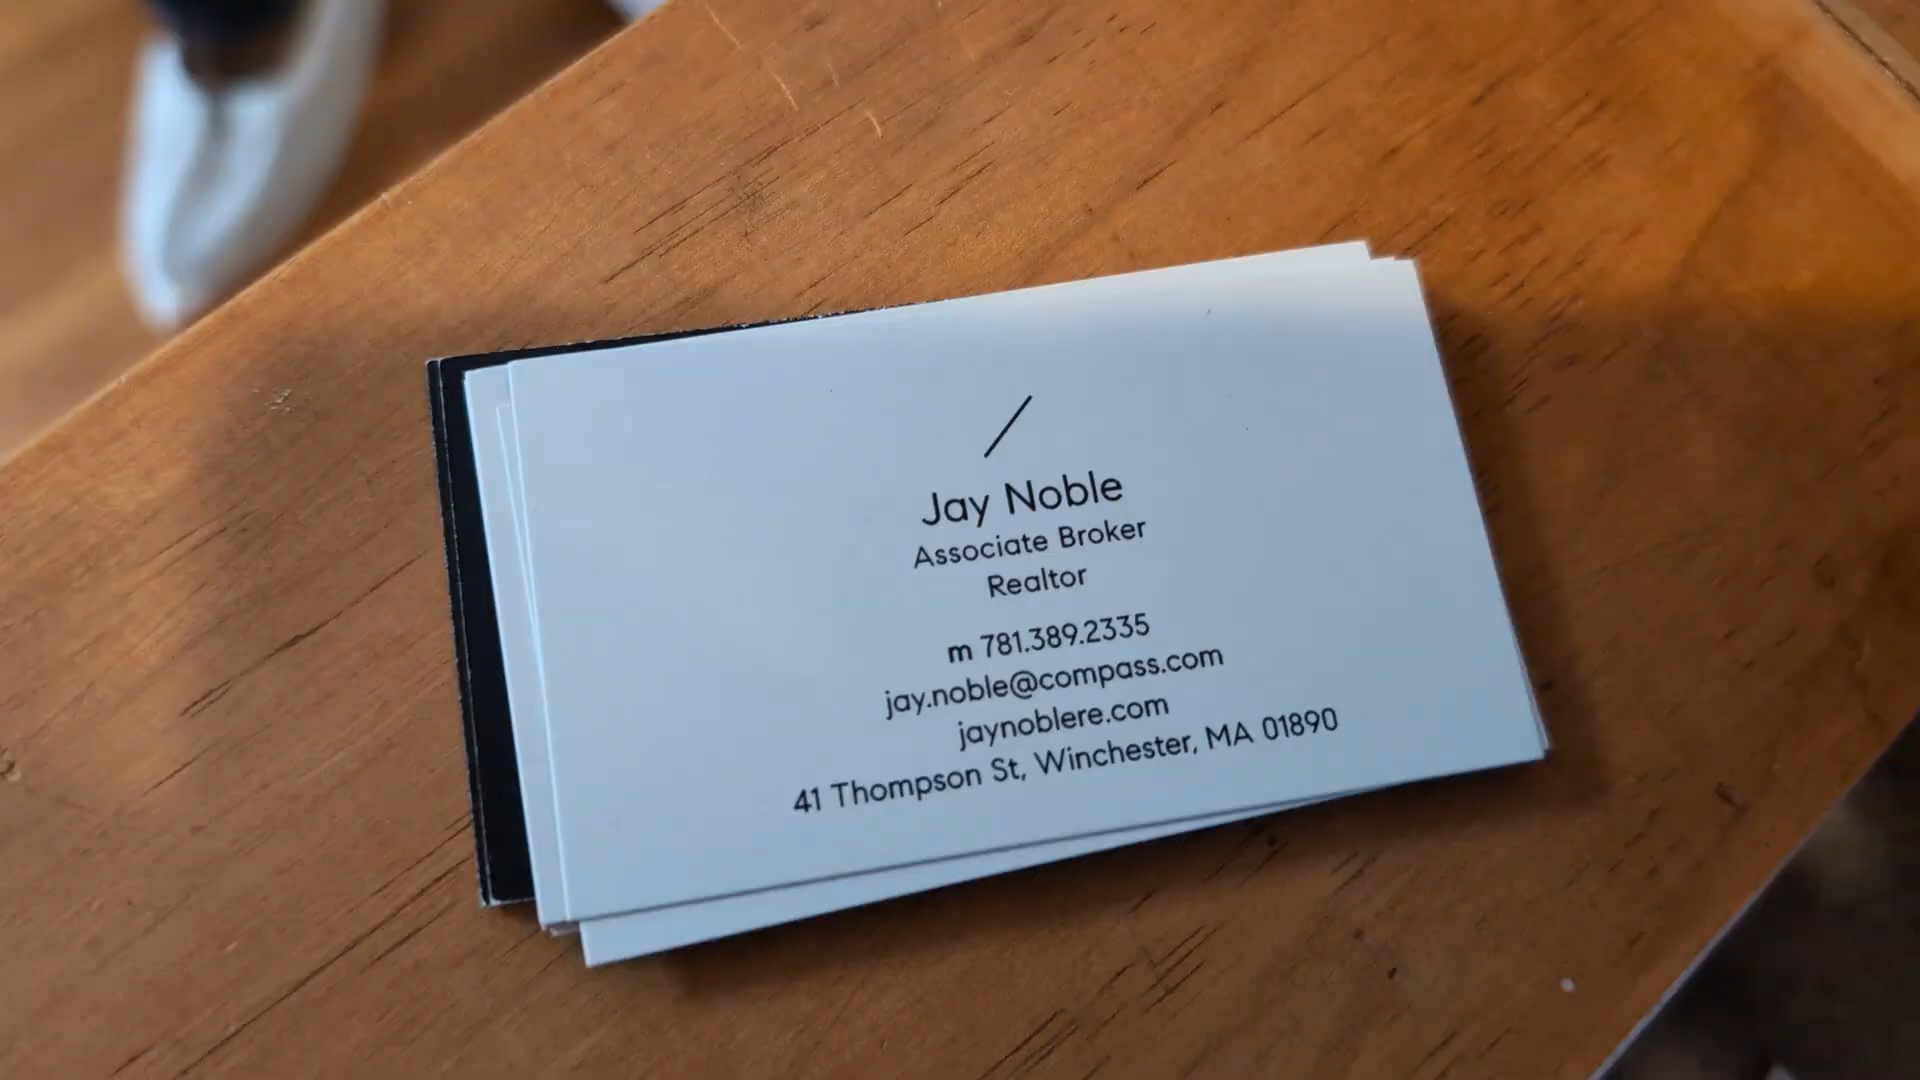 Jay Noble
Associate Broker
Realtor
m 781.389.2335
jay.noble@compass.com
jaynoblere.com
41 Thompson St, Winchester, MA 01890